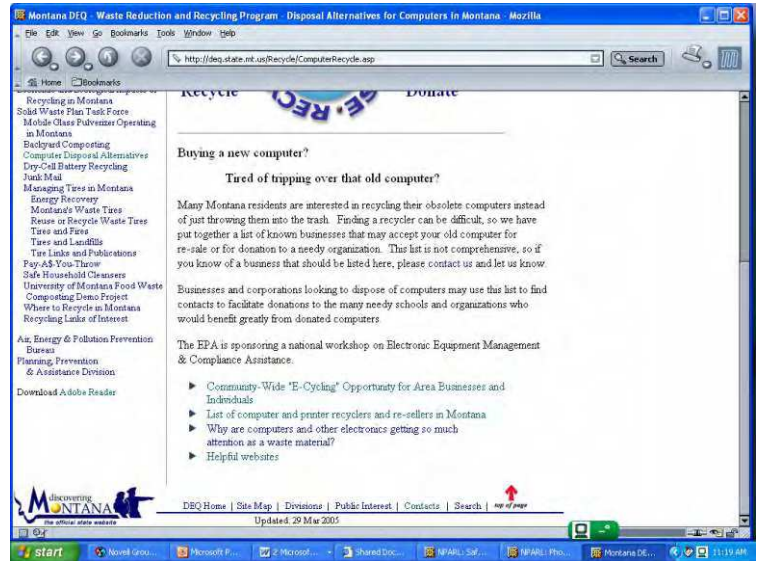 Montana DEQ - Waste Reduction and Recycling Program - Disposal Alternatives for Computers in Montana - Mozilla
File Edit View Go Bookmarks Tools Window Help
http://deq.state.mt.us/Recycle/ComputerRecycle.asp
Search
Home Bookmarks
Recycling in Montana
Solid Waste Plan Task Force
Mobile Glass Pulverizer Operating
in Montana
Backyard Composting
Computer Disposal Alternatives
Dry-Cell Battery Recycling
Junk Mail
Managing Tires in Montana
Energy Recovery
Montana's Waste Tires
Reuse or Recycle Waste Tires
Tires and Fires
Tires and Landfills
Tire Links and Publications
Pay-A$-You-Throw
Safe Household Cleansers
University of Montana Food Waste
Composting Demo Project
Where to Recycle in Montana
Recycling Links of Interest
Air, Energy & Pollution Prevention
Bureau
Planning, Prevention
& Assistance Division
Download Adobe Reader
Recycle
Donate
Buying a new computer?
Tired of tripping over that old computer?
Many Montana residents are interested in recycling their obsolete computers instead
of just throwing them into the trash. Finding a recycler can be difficult, so we have
put together a list of known businesses that may accept your old computer for
re-sale or for donation to a needy organization. This list is not comprehensive, so if
you know of a business that should be listed here, please contact us and let us know.
Businesses and corporations looking to dispose of computers may use this list to find
contacts to facilitate donations to the many needy schools and organizations who
would benefit greatly from donated computers
The EPA is sponsoring a national workshop on Electronic Equipment Management
& Compliance Assistance.
Community-Wide "E-Cycling" Opportunity for Area Businesses and
Individuals
List of computer and printer recyclers and re-sellers in Montana
Why are computers and other electronics getting so much
attention as a waste material?
Helpful websites
discovering
MONTANA
The official state website
DEQ Home | Site Map | Divisions | Public Interest | Contacts | Search | top of page
Updated: 29 Mar 2005
start
Novell Grou...
Microsoft P...
2 Microsof...
Shared Doc...
NPARL: Saf...
NPARL: Pho...
Montana DE...
11:19 AM